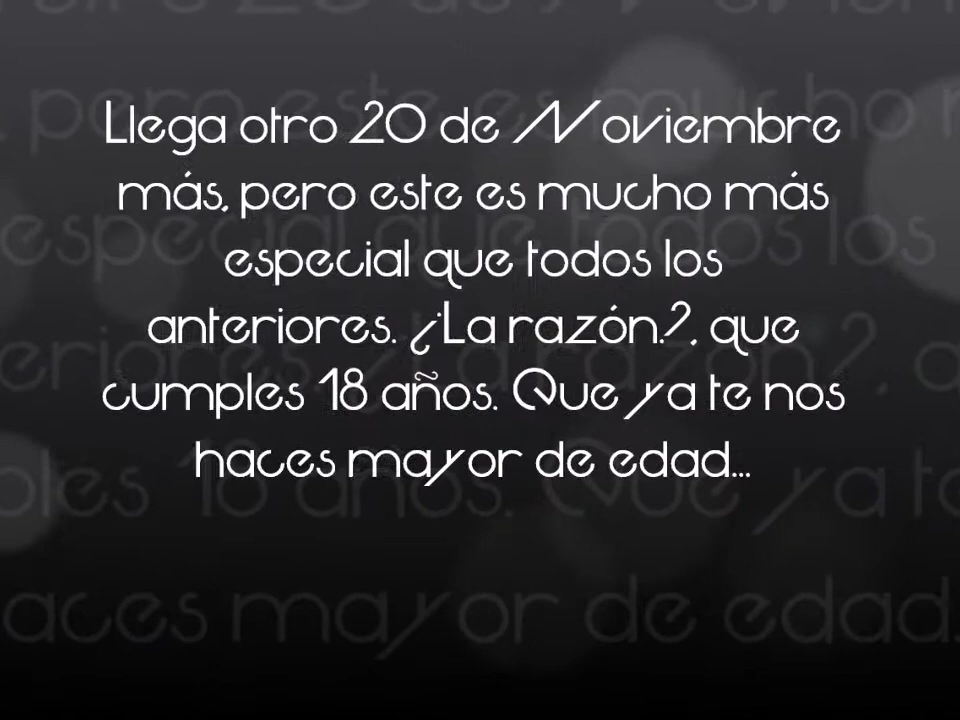 Llega otro 20 de Noviembre
más, pero este es mucho más
especial que todos los
anteriores. ¿La razón.?, que
cumples 18 años. Que ya te nos
haces mayor de edad...